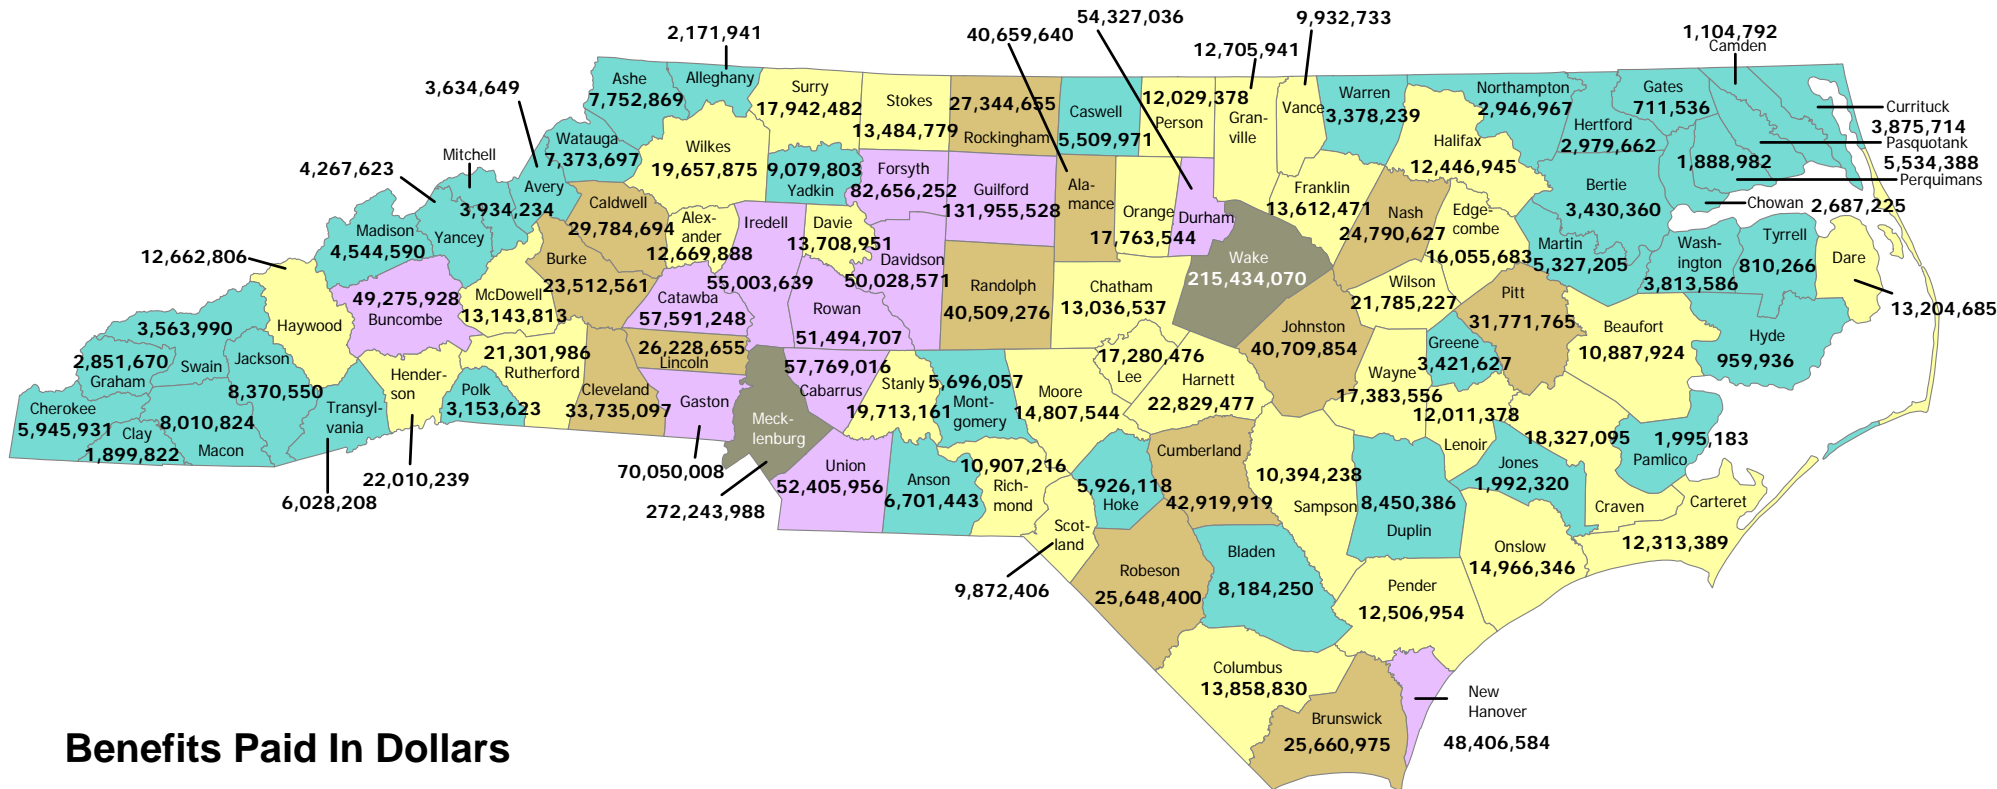 2,171,941
3,634,649
4,267,623
Mitchell
40,659,640
54,327,036
12,705,941
9,932,733
1,104,792
Camden
Ashe
7,752,869
Alleghany
Surry
17,942,482
Stokes
13,484,779
27,344,655
Rockingham
Caswell
5,509,971
12,029,378
Person
Gran-
ville
Vance
Warren
3,378,239
Northampton
2,946,967
Gates
711,536
Hertford
2,979,662
Halifax
12,446,945
Currituck
3,875,714
Pasquotank
5,534,388
Perquimans
1,888,982
Chowan
2,687,225
Watauga
7,373,697
Wilkes
19,657,875
9,079,803
Yadkin
Forsyth
82,656,252
Guilford
131,955,528
Ala-
mance
Orange
17,763,544
Durham
Franklin
13,612,471
Nash
24,790,627
Edge-
combe
16,055,683
Bertie
3,430,360
Martin
5,327,205
Wash-
ington
3,813,586
Tyrrell
810,266
Dare
13,204,685
Avery
3,934,234
Yancey
Madison
4,544,590
12,662,806
Caldwell
29,784,694
Alex-
ander
12,669,888
Iredell
55,003,639
Davie
13,708,951
Davidson
50,028,571
Wake
215,434,070
Burke
23,512,561
McDowell
13,143,813
49,275,928
Buncombe
Haywood
Catawba
57,591,248
Rowan
51,494,707
Randolph
40,509,276
Chatham
13,036,537
Wilson
21,785,227
Pitt
31,771,765
Johnston
40,709,854
Greene
3,421,627
Beaufort
10,887,924
Hyde
959,936
3,563,990
Swain
2,851,670
Graham
Jackson
8,370,550
Hender-
son
21,301,986
Rutherford
26,228,655
Lincoln
Cleveland
33,735,097
Polk
3,153,623
Gaston
Meck-
lenburg
57,769,016
Cabarrus
Stanly
19,713,161
5,696,057
Mont-
gomery
Moore
14,807,544
17,280,476
Lee
Harnett
22,829,477
Wayne
17,383,556
12,011,378
Lenoir
18,327,095
Craven
1,995,183
Pamlico
Cherokee
5,945,931
Clay
1,899,822
8,010,824
Macon
Transyl-
vania
6,028,208
22,010,239
70,050,008
272,243,988
Union
52,405,956
Anson
6,701,443
10,907,216
Rich-
mond
Scot-
land
9,872,406
5,926,118
Hoke
Cumberland
42,919,919
10,394,238
Sampson
8,450,386
Duplin
Jones
1,992,320
Carteret
12,313,389
Onslow
14,966,346
Robeson
25,648,400
Bladen
8,184,250
Pender
12,506,954
Columbus
13,858,830
Brunswick
25,660,975
New
Hanover
48,406,584
Benefits Paid In Dollars